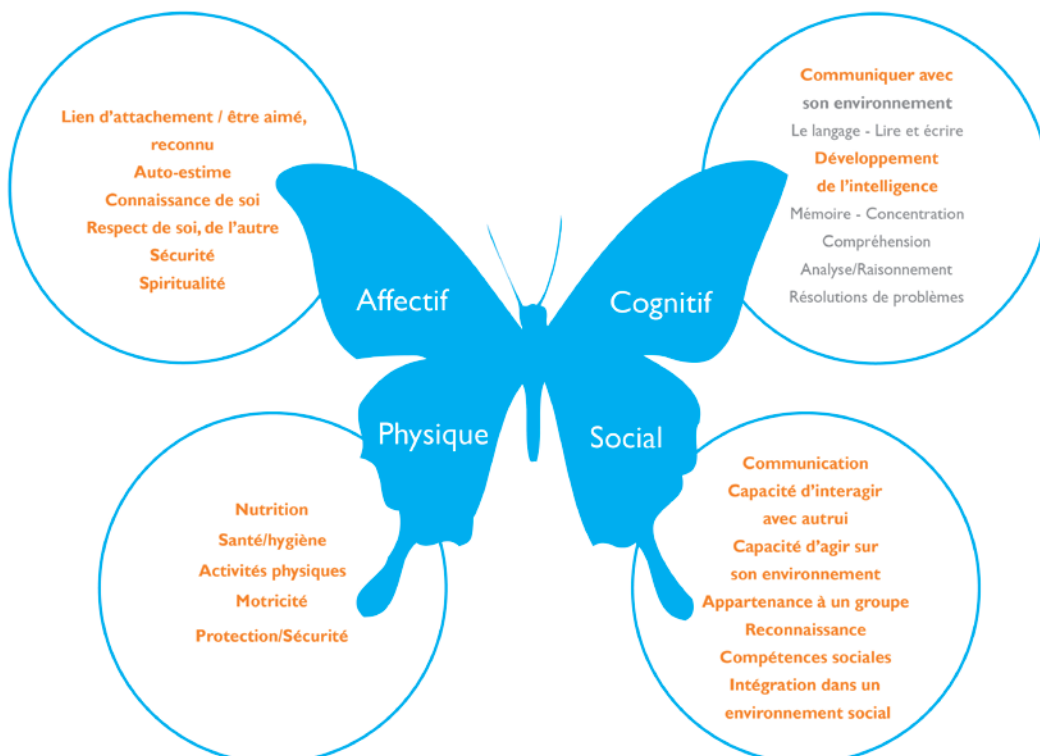 Lien d'attachement / être aimé,
reconnu
Auto-estime
Connaissance de soi
Respect de soi, de l'autre
Sécurité
Spiritualité
Affectif
Communiquer avec
son environnement
Le langage - Lire et écrire
Développement
de l'intelligence
Mémoire - Concentration
Compréhension
Analyse/Raisonnement
Résolutions de problèmes
Cognitif
Physique
Nutrition
Santé/hygiène
Activités physiques
Motricité
Protection/Sécurité
Social
Communication
Capacité d'interagir
avec autrui
Capacité d'agir sur
son environnement
Appartenance à un groupe
Reconnaissance
Compétences sociales
Intégration dans un
environnement social